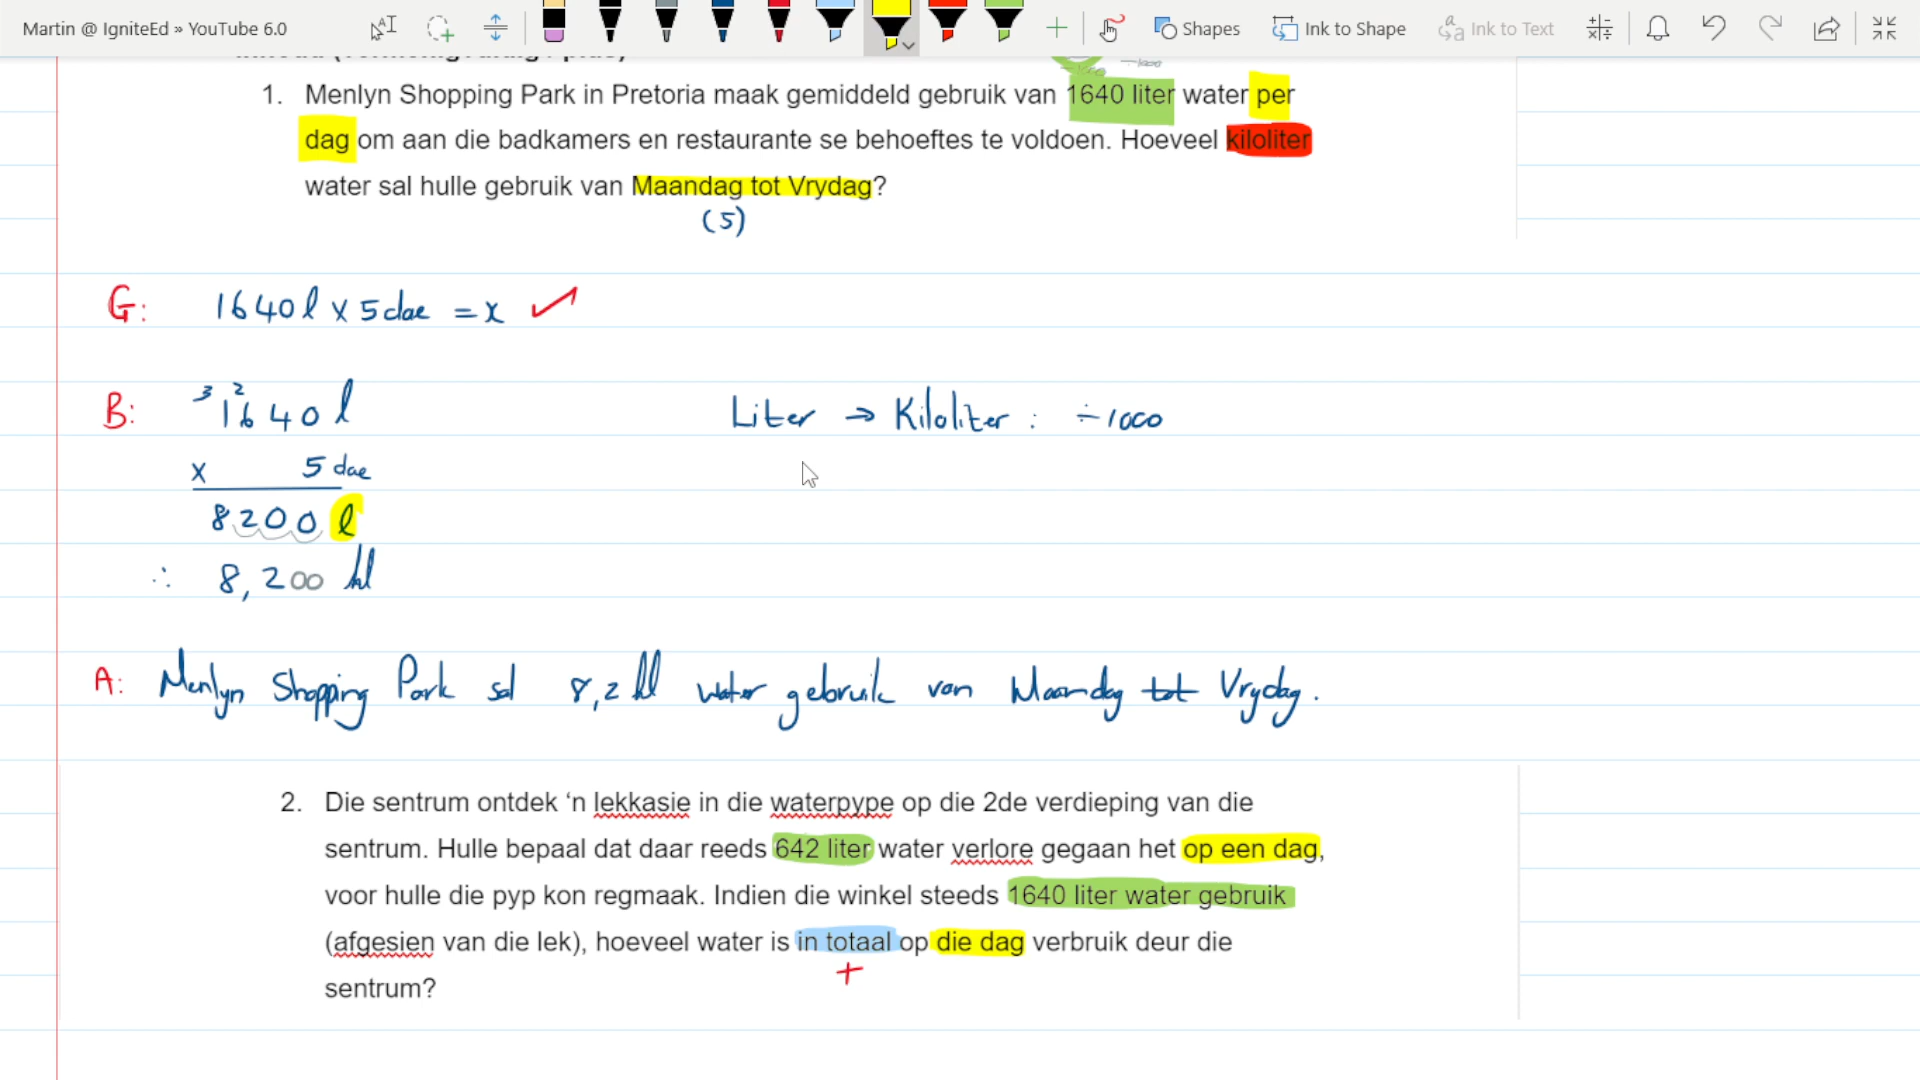 Martin @ IgniteEd » YouTube 6.0
Shapes
Ink to Shape
Ink to Text
÷1000
÷1000
1. Menlyn Shopping Park in Pretoria maak gemiddeld gebruik van 1640 liter water per
dag om aan die badkamers en restaurante se behoeftes te voldoen. Hoeveel kiloliter
water sal hulle gebruik van Maandag tot Vrydag?
(5)
G: 1640 l x 5 dae = x ✓
3 2
B: 1640 l
Liter → Kiloliter : ÷ 1000
x 5 dae
8200 l
∴ 8,200 kl
A: Menlyn Shopping Park sal 8,2 kl water gebruik van Maandag tot Vrydag.
2. Die sentrum ontdek ‘n lekkasie in die waterpype op die 2de verdieping van die
sentrum. Hulle bepaal dat daar reeds 642 liter water verlore gegaan het op een dag,
voor hulle die pyp kon regmaak. Indien die winkel steeds 1640 liter water gebruik
(afgesien van die lek), hoeveel water is in totaal op die dag verbruik deur die
+
sentrum?